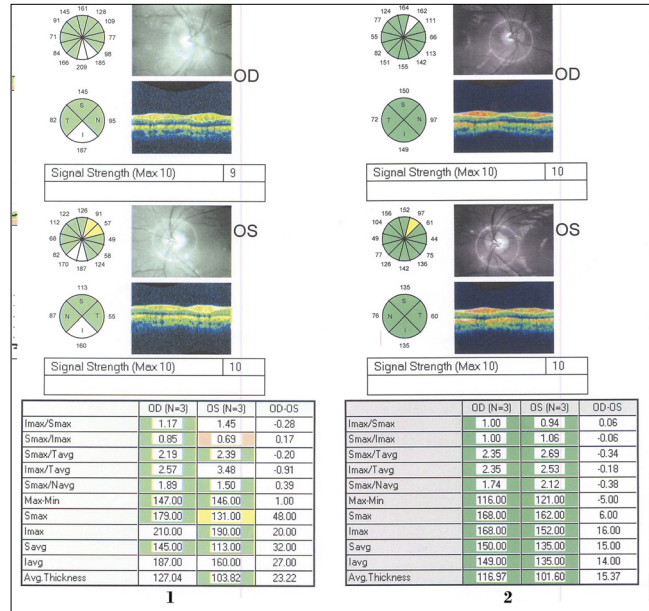 145 161 128
91 109
71 77
84 98
166 185
209
OD
145
S
82 T N 85
I
187
Signal Strength (Max 10) 9
122 126 91
112 57
68 49
82 58
170 187 124
OS
113
S
87 N T 55
I
160
Signal Strength (Max 10) 10
OD (N=3) OS (N=3) OD-OS
Imax/Smax 1.17 1.45 -0.28
Smax/Imax 0.85 0.69 0.17
Smax/Tavg 2.19 2.39 -0.20
Imax/Tavg 2.57 3.48 -0.91
Smax/Navg 1.89 1.50 0.39
Max-Min 147.00 146.00 1.00
Smax 179.00 131.00 48.00
Imax 210.00 190.00 20.00
Savg 145.00 113.00 32.00
Iavg 187.00 160.00 27.00
Avg.Thickness 127.04 103.82 23.22
1
124 164 162
77 111
55 66
82 113
151 155 142
OD
150
S
72 T N 97
I
149
Signal Strength (Max 10) 10
156 152 97
104 61
49 44
77 75
126 142 136
OS
135
S
76 N T 60
I
135
Signal Strength (Max 10) 10
OD (N=3) OS (N=3) OD-OS
Imax/Smax 1.00 0.94 0.06
Smax/Imax 1.00 1.06 -0.06
Smax/Tavg 2.35 2.69 -0.34
Imax/Tavg 2.35 2.53 -0.18
Smax/Navg 1.74 2.12 -0.38
Max-Min 116.00 121.00 -5.00
Smax 168.00 162.00 6.00
Imax 168.00 152.00 16.00
Savg 150.00 135.00 15.00
Iavg 149.00 135.00 14.00
Avg.Thickness 116.97 101.60 15.37
2